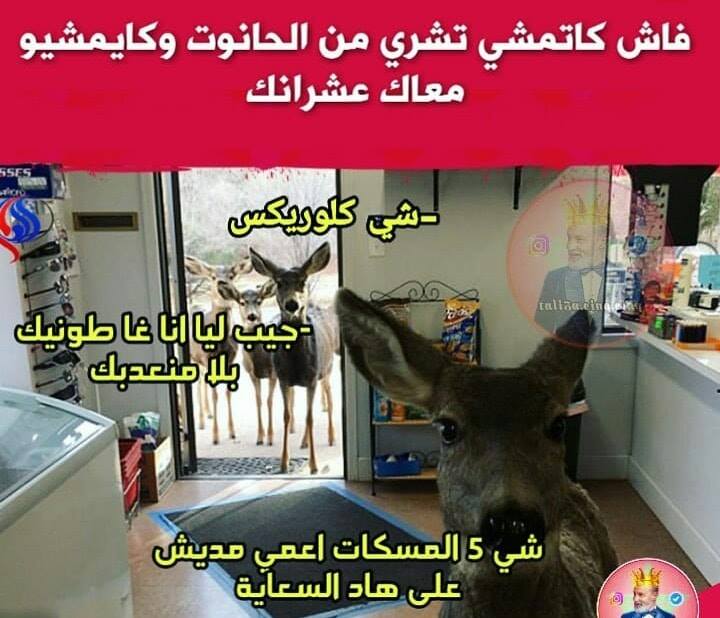 فاش كاتمشي تشري من الحانوت وكايمشيو
معاك عشرانك
SSES
-شي كلوريكس
-جيب ليا انا غا طونيك
بلا منعدبك
شي 5 المسكات اعمي مديش
على هاد السعاية